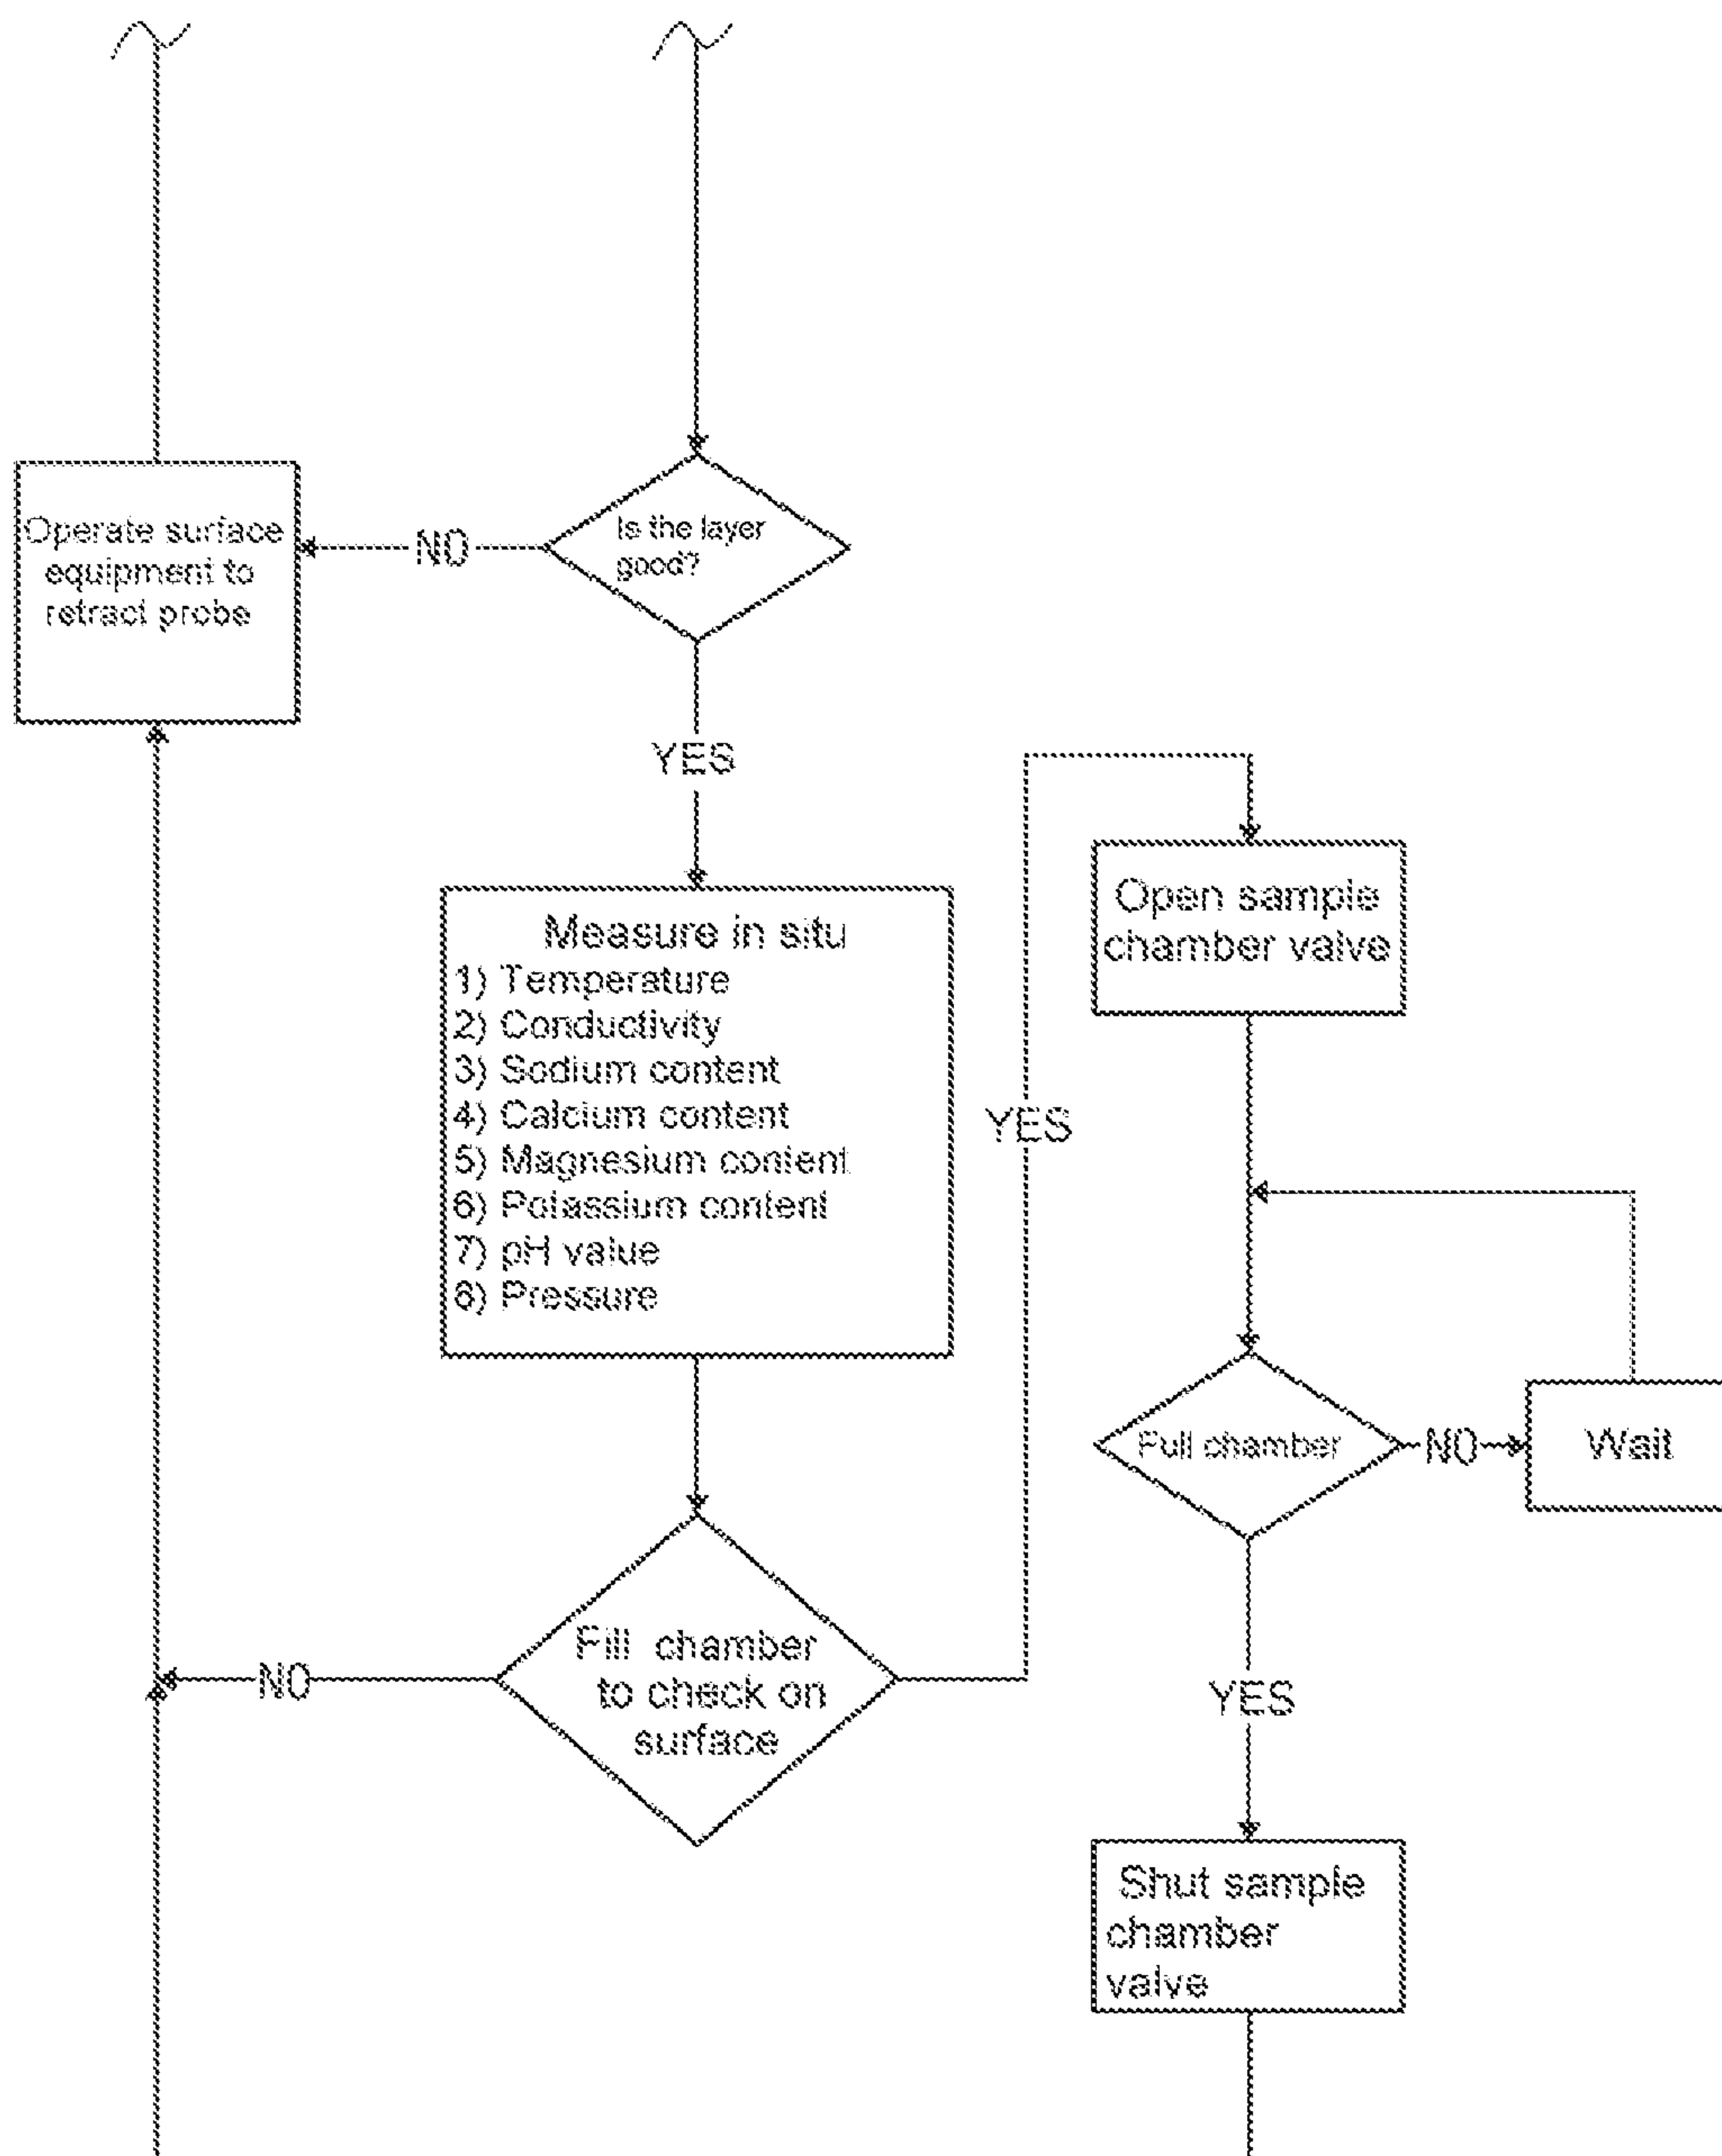 Operate surface
equipment to
retract probe
NO
Is the layer
good?
YES
Measure in situ
1) Temperature
2) Conductivity
3) Sodium content
4) Calcium content
5) Magnesium content
6) Potassium content
7) pH value
8) Pressure
YES
Open sample
chamber valve
Full chamber
NO
Wait
NO
Fill chamber
to check on
surface
YES
Shut sample
chamber
valve